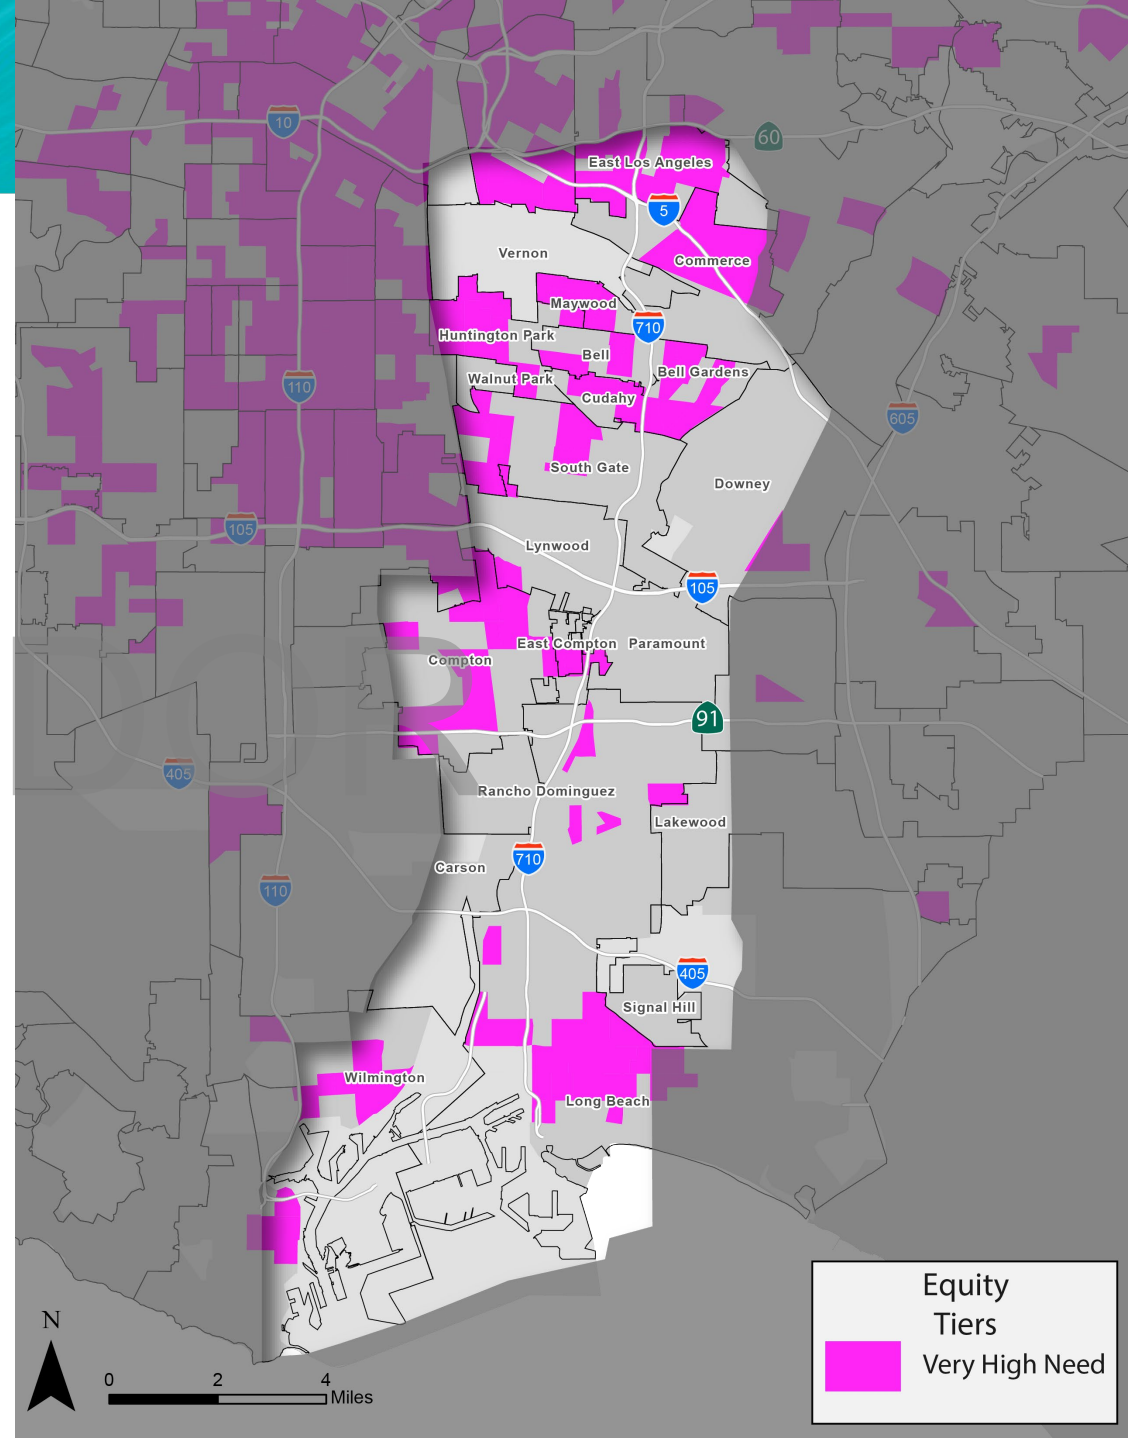 60
10
East Los Angeles
5
Vernon
Commerce
Maywood
710
Huntington Park
Bell
Walnut Park
Bell Gardens
110
Cudahy
605
South Gate
Downey
105
Lynwood
105
East Compton
Paramount
Compton
91
405
Rancho Dominguez
Lakewood
710
Carson
110
405
Signal Hill
Wilmington
Long Beach
Equity
Tiers
Very High Need
N
0 2 4
Miles